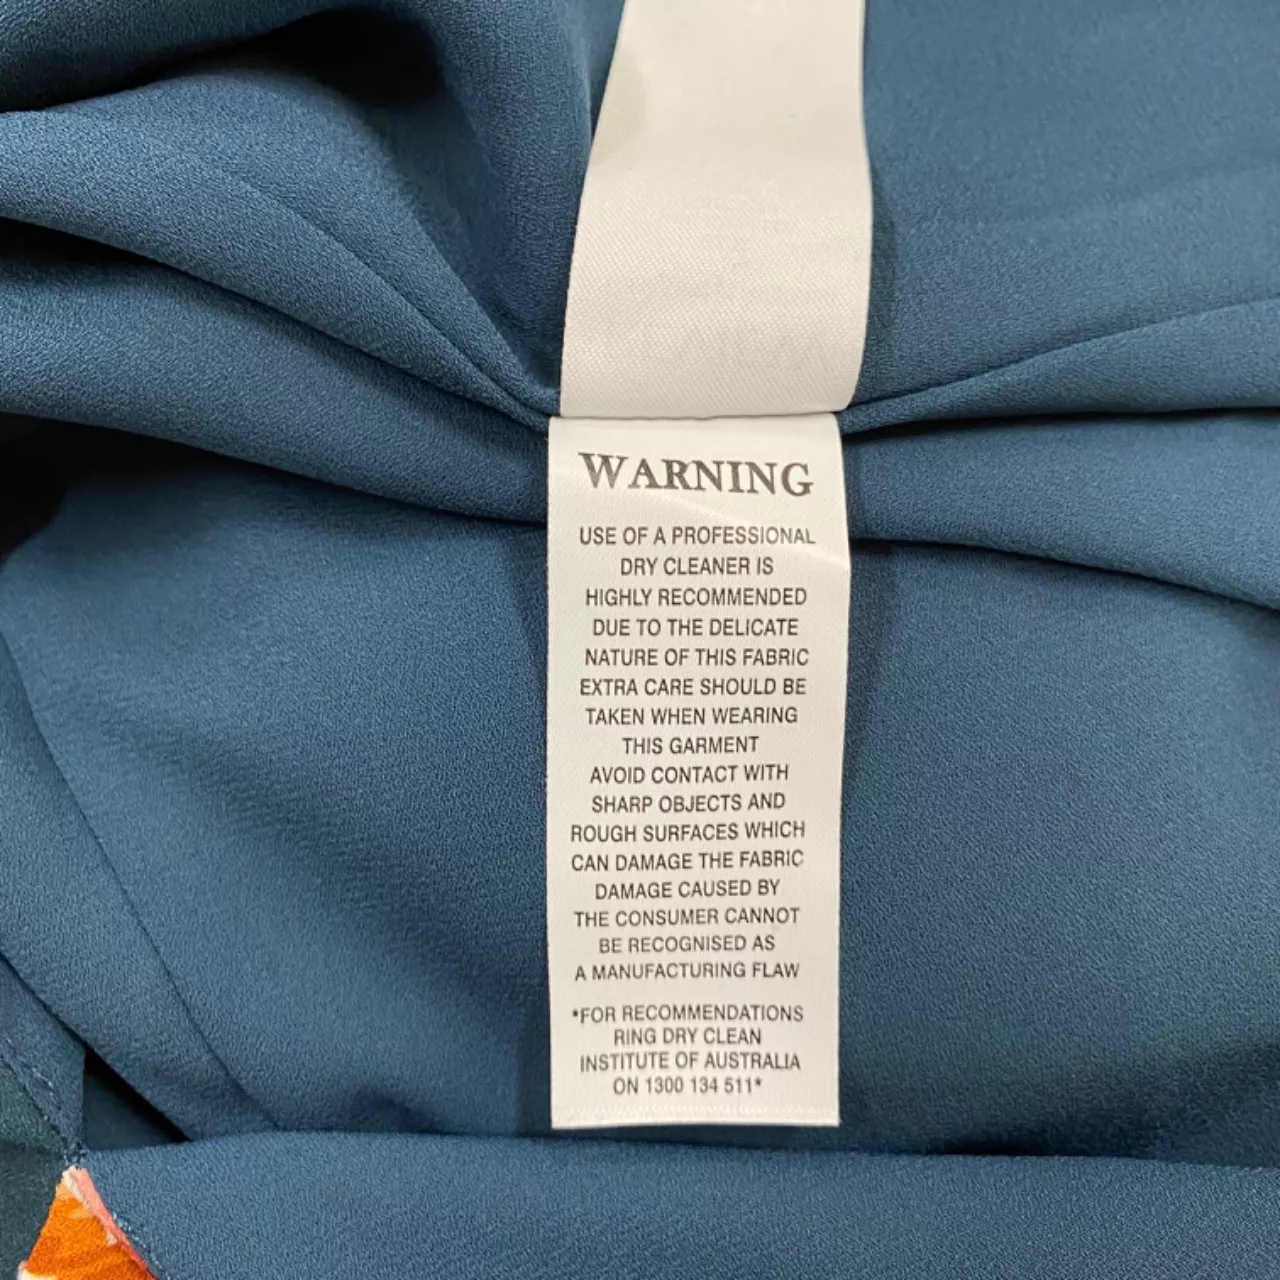 WARNING
USE OF A PROFESSIONAL
DRY CLEANER IS
HIGHLY RECOMMENDED
DUE TO THE DELICATE
NATURE OF THIS FABRIC
EXTRA CARE SHOULD BE
TAKEN WHEN WEARING
THIS GARMENT
AVOID CONTACT WITH
SHARP OBJECTS AND
ROUGH SURFACES WHICH
CAN DAMAGE THE FABRIC
DAMAGE CAUSED BY
THE CONSUMER CANNOT
BE RECOGNISED AS
A MANUFACTURING FLAW
*FOR RECOMMENDATIONS
RING DRY CLEAN
INSTITUTE OF AUSTRALIA
ON 1300 134 511*